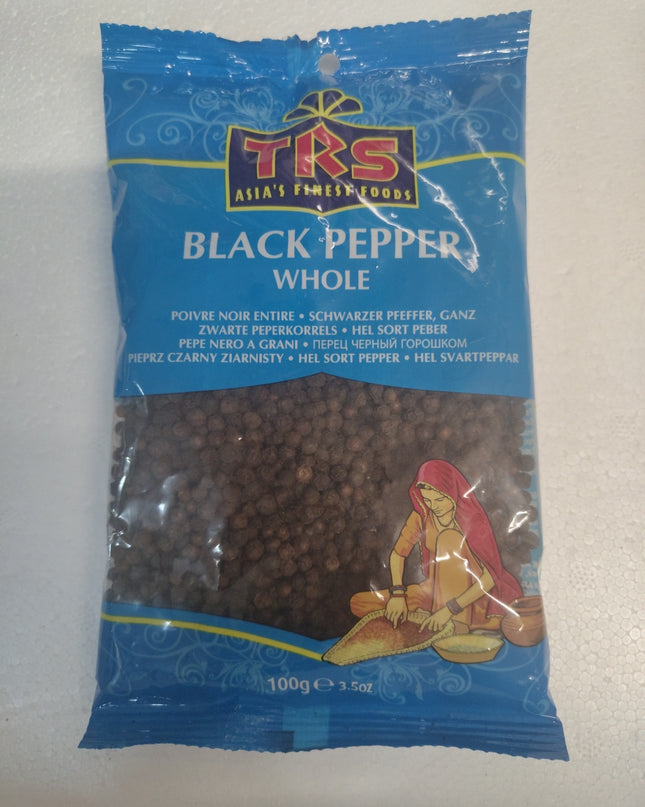 TRS
ASIA'S FINEST FOODS
BLACK PEPPER
WHOLE
POIVRE NOIR ENTIRE • SCHWARZER PFEFFER, GANZ
ZWARTE PEPERKORRELS • HEL SORT PEBER
PEPE NERO A GRANI • ПЕРЕЦ ЧЕРНЫЙ ГОРОШКОМ
PIEPRZ CZARNY ZIARNISTY • HEL SORT PEPPER • HEL SVARTPEPPAR
100g ℮ 3.5oz